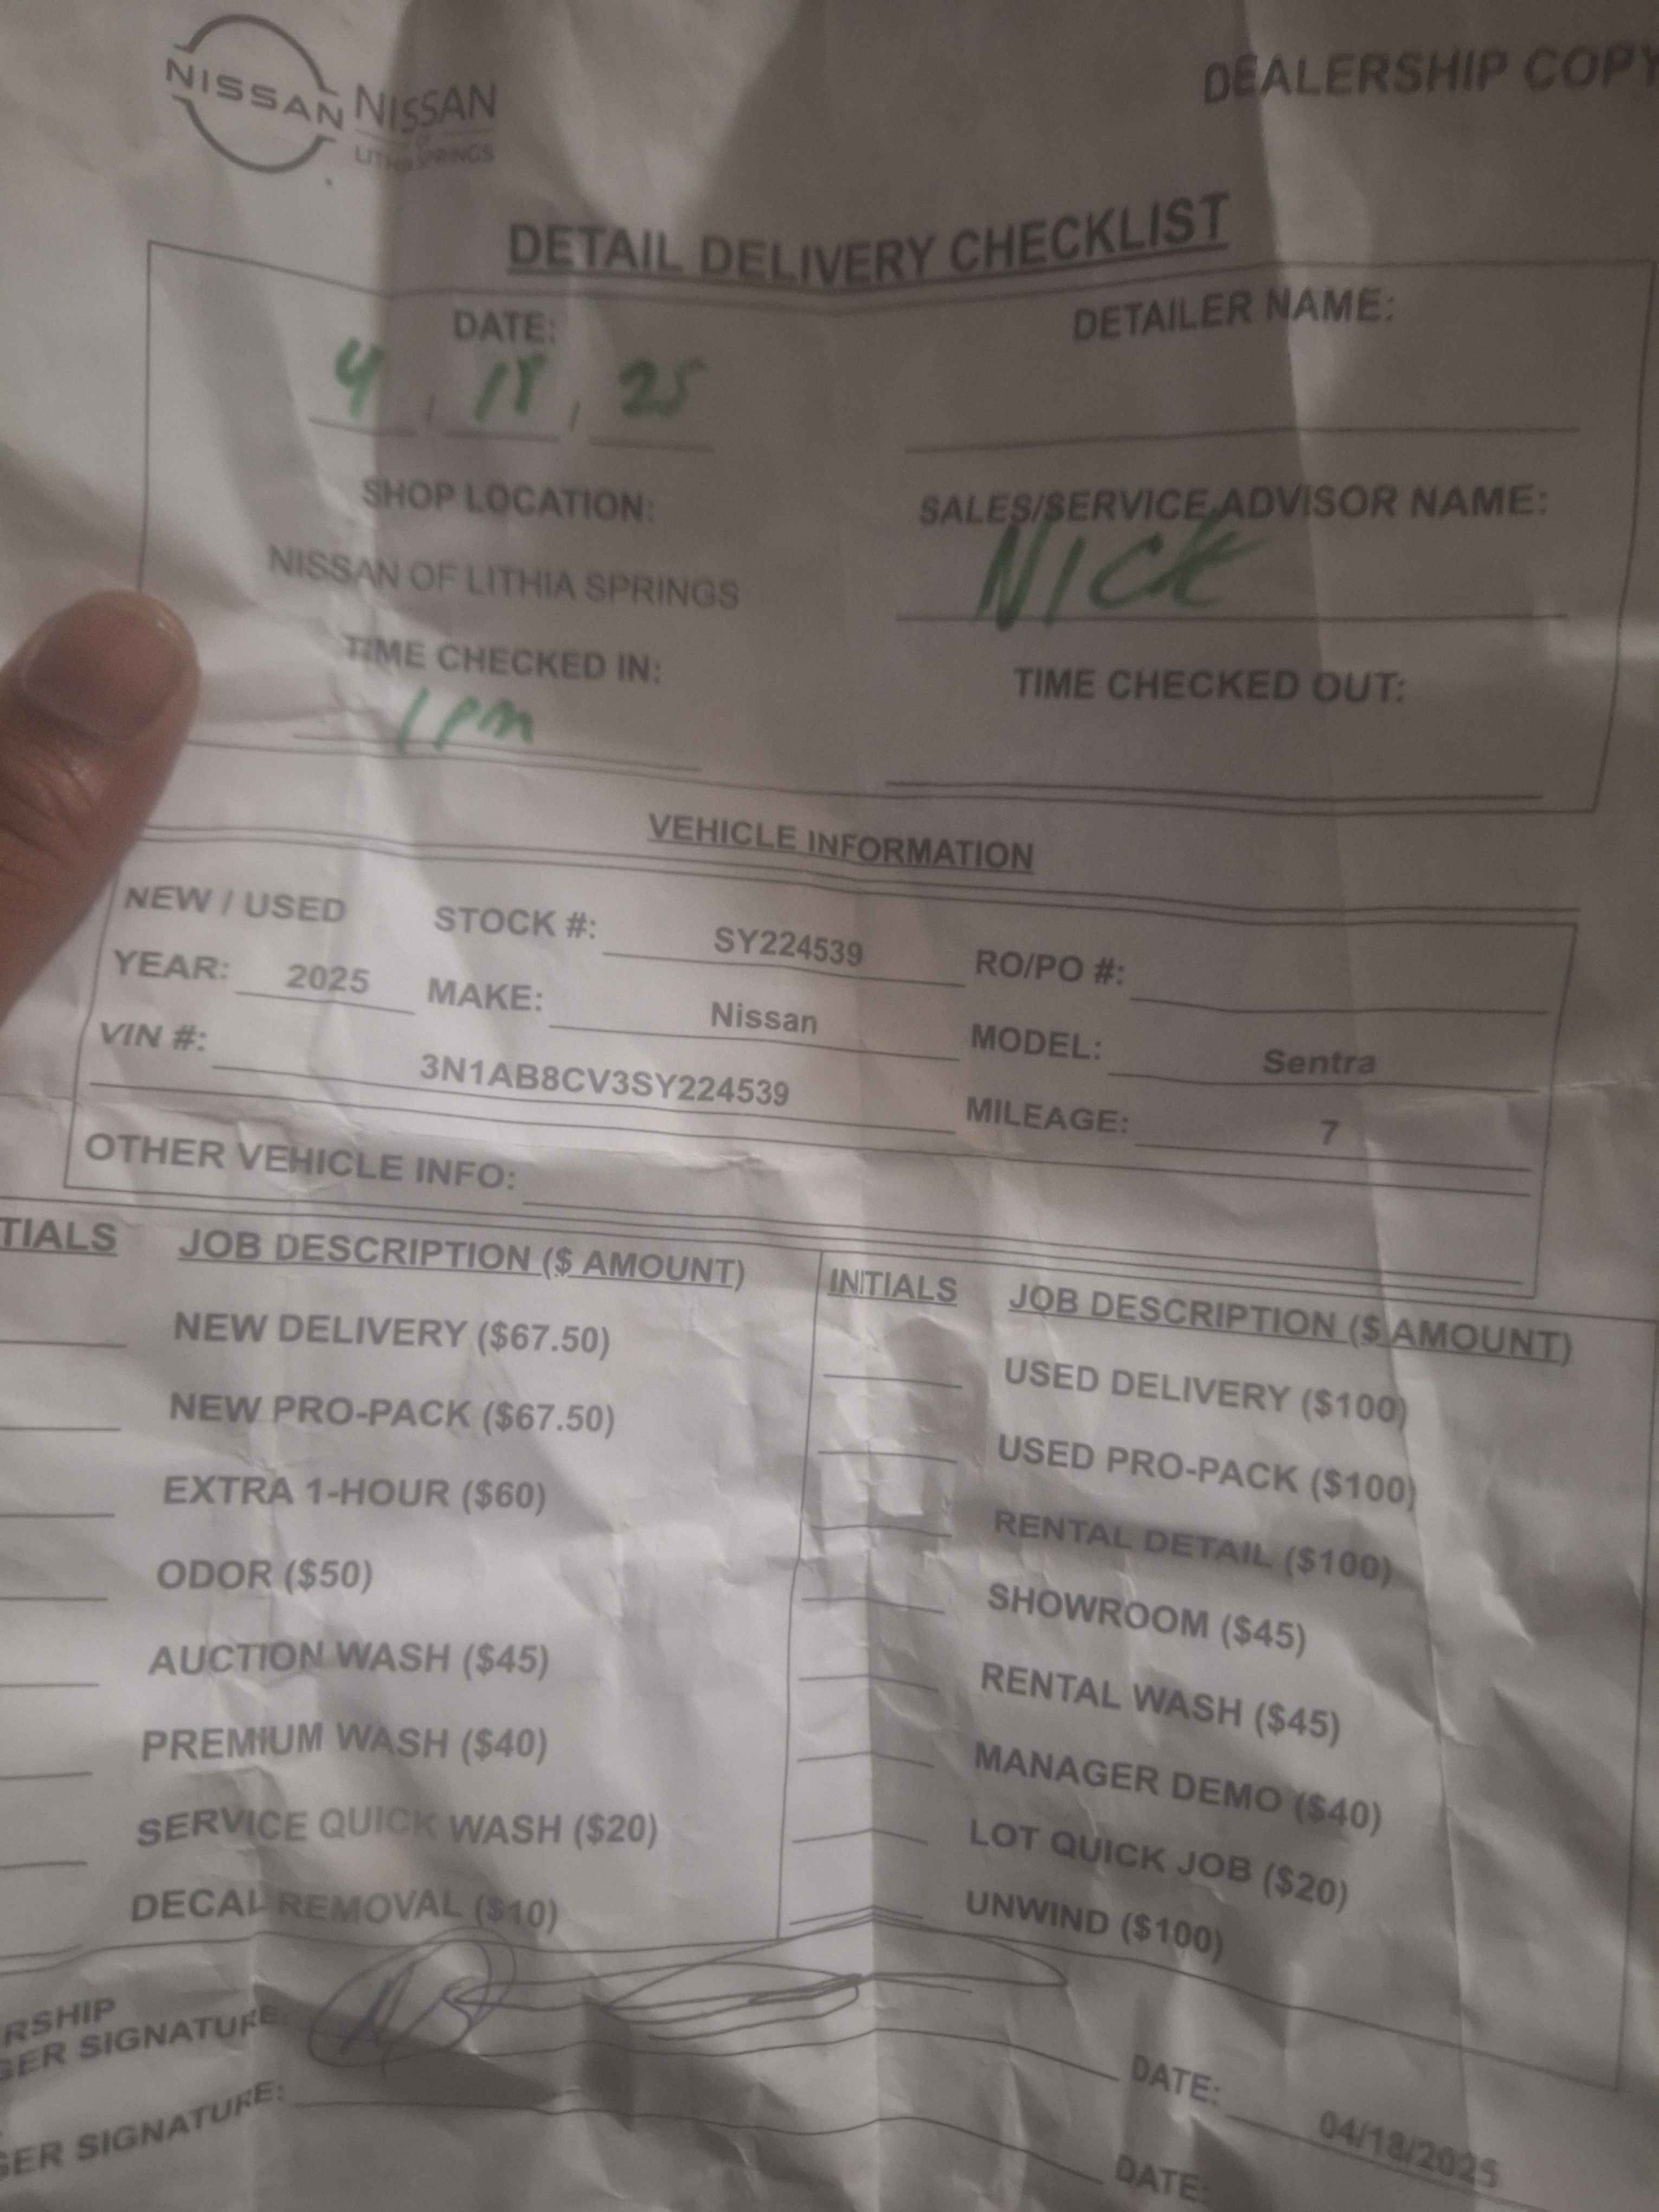 DEALERSHIP COPY
NISSAN NISSAN
OF
LITHIA SPRINGS
DETAIL DELIVERY CHECKLIST
DATE: DETAILER NAME:
4 / 18 / 25
SHOP LOCATION: SALES/SERVICE ADVISOR NAME:
NISSAN OF LITHIA SPRINGS NICK
TIME CHECKED IN: TIME CHECKED OUT:
1 pm
VEHICLE INFORMATION
NEW / USED STOCK #: SY224539 RO/PO #:
YEAR: 2025 MAKE: Nissan MODEL: Sentra
VIN #: 3N1AB8CV3SY224539 MILEAGE: 7
OTHER VEHICLE INFO:
TIALS JOB DESCRIPTION ($ AMOUNT) INITIALS JOB DESCRIPTION ($ AMOUNT)
NEW DELIVERY ($67.50) USED DELIVERY ($100)
NEW PRO-PACK ($67.50) USED PRO-PACK ($100)
EXTRA 1-HOUR ($60) RENTAL DETAIL ($100)
ODOR ($50) SHOWROOM ($45)
AUCTION WASH ($45) RENTAL WASH ($45)
PREMIUM WASH ($40) MANAGER DEMO ($40)
SERVICE QUICK WASH ($20) LOT QUICK JOB ($20)
DECAL REMOVAL ($10) UNWIND ($100)
RSHIP
GER SIGNATURE: DATE: 04/18/2025
GER SIGNATURE: DATE: